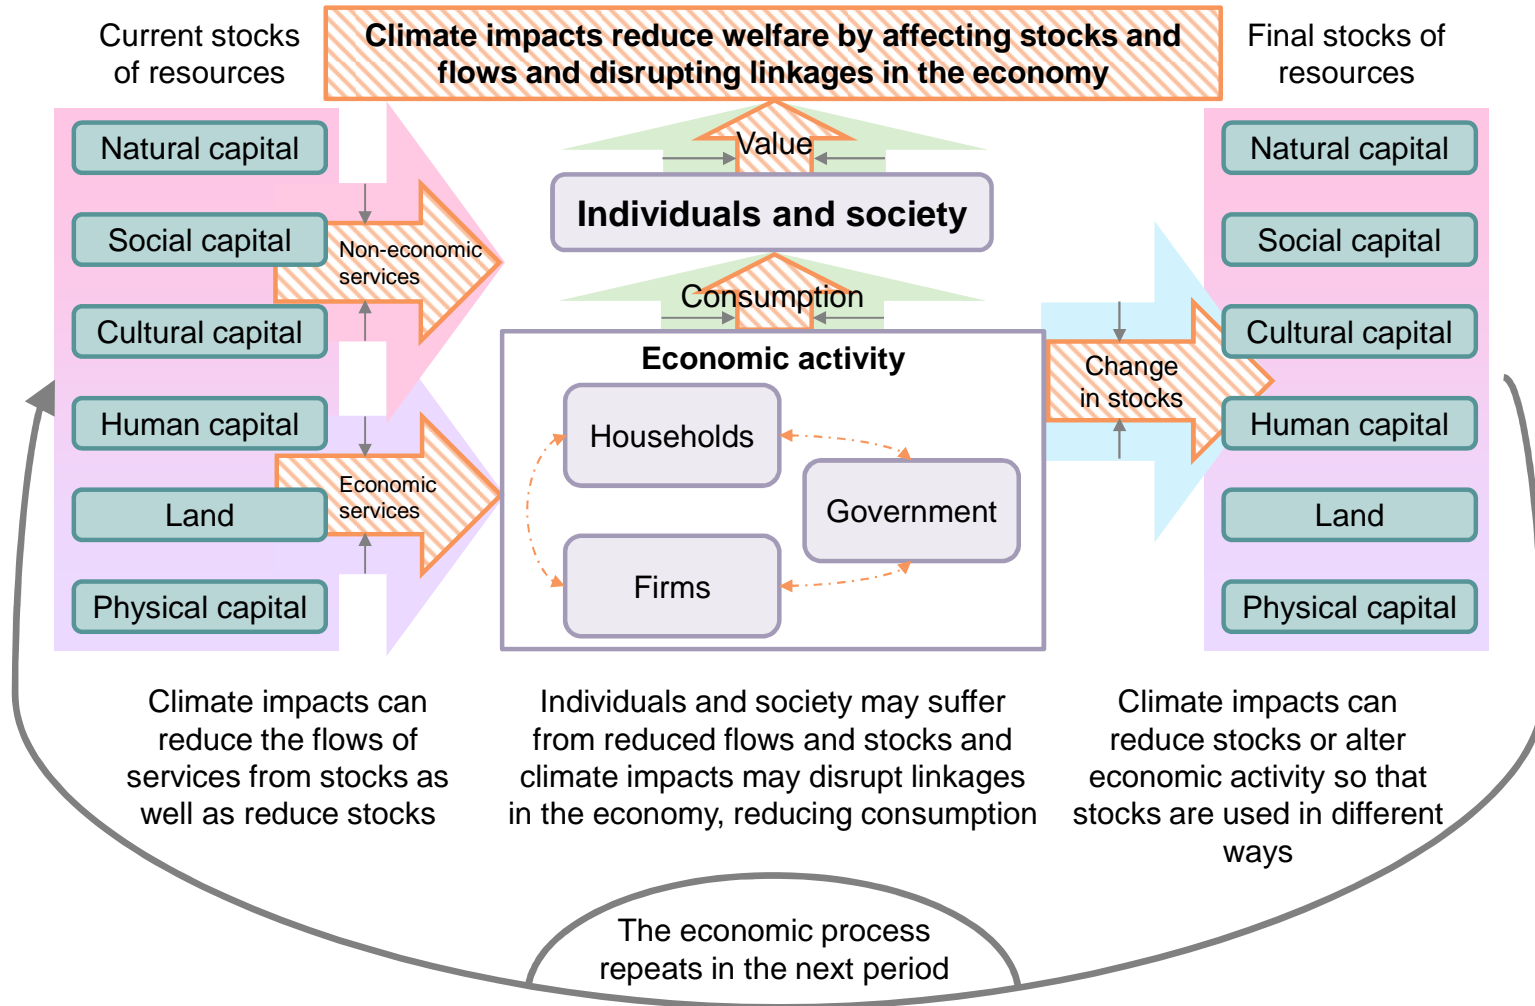 Current stocks
of resources
Climate impacts reduce welfare by affecting stocks and
flows and disrupting linkages in the economy
Final stocks of
resources
Natural capital
Social capital
Cultural capital
Human capital
Land
Physical capital
Non-economic
services
Economic
services
Value
Individuals and society
Consumption
Economic activity
Households
Government
Firms
Change
in stocks
Natural capital
Social capital
Cultural capital
Human capital
Land
Physical capital
Climate impacts can
reduce the flows of
services from stocks as
well as reduce stocks
Individuals and society may suffer
from reduced flows and stocks and
climate impacts may disrupt linkages
in the economy, reducing consumption
Climate impacts can
reduce stocks or alter
economic activity so that
stocks are used in different
ways
The economic process
repeats in the next period